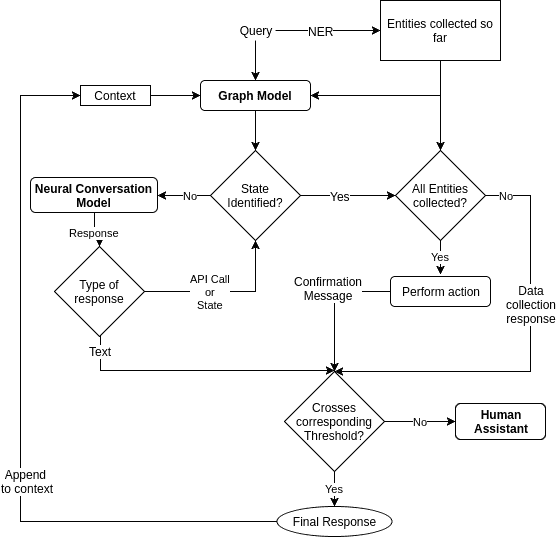 Query
NER
Entities collected so
far
Context
Graph Model
Neural Conversation
Model
No
State
Identified?
Yes
All Entities
collected?
No
Response
Yes
Type of
response
API Call
or
State
Confirmation
Message
Perform action
Data
collection
response
Text
Crosses
corresponding
Threshold?
No
Human
Assistant
Append
to context
Yes
Final Response